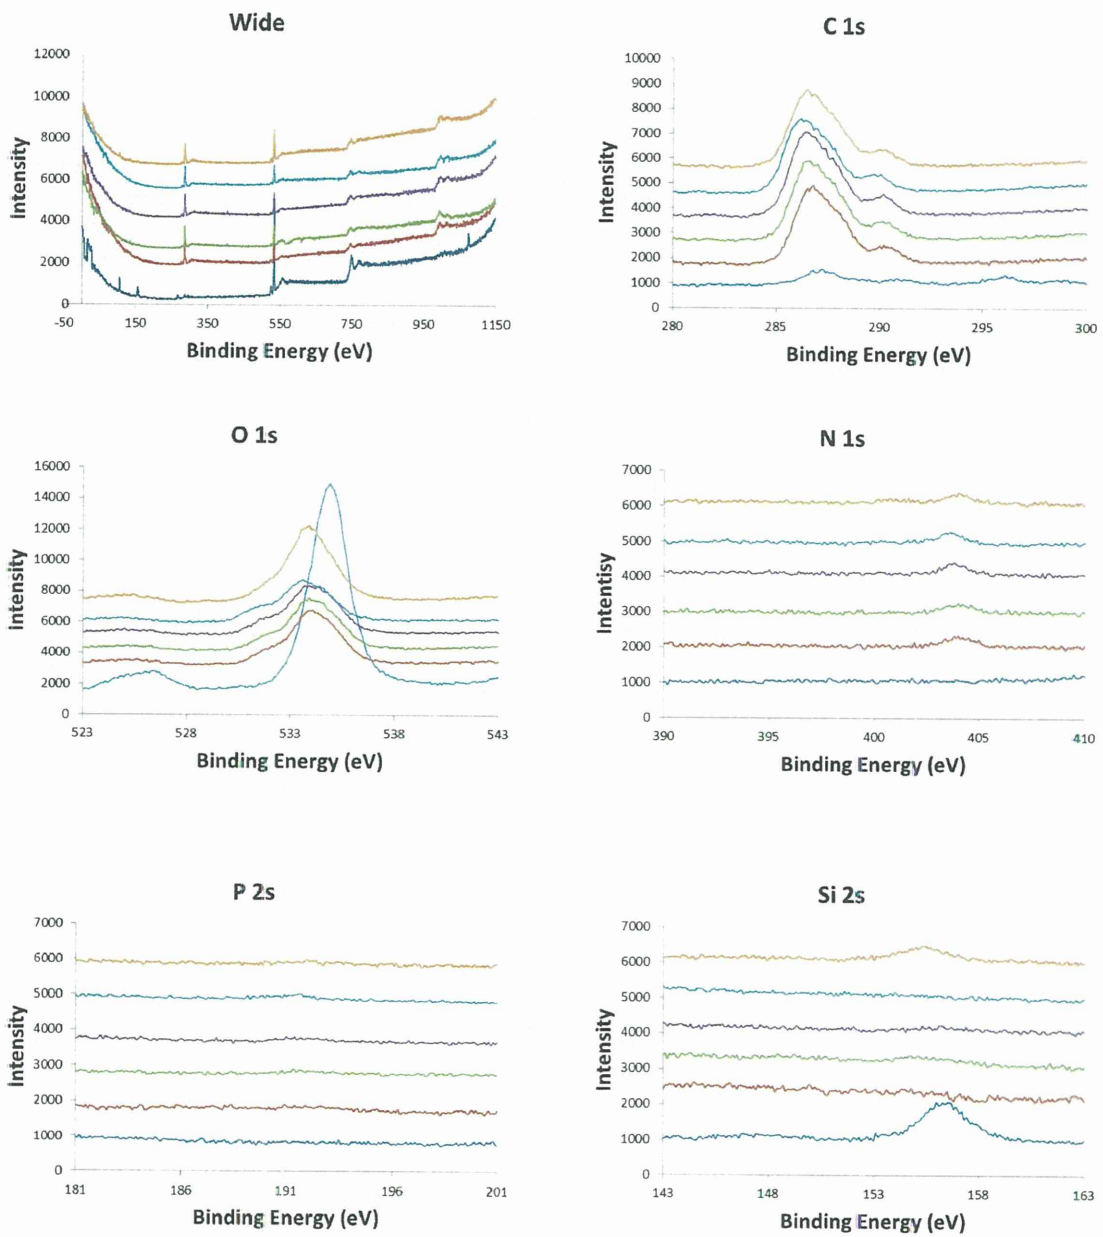 Wide
12000
10000
8000
6000
4000
2000
0
Intensity
-50 150 350 550 750 950 1150
Binding Energy (eV)
C 1s
10000
9000
8000
7000
6000
5000
4000
3000
2000
1000
0
Intensity
280 285 290 295 300
Binding Energy (eV)
O 1s
16000
14000
12000
10000
8000
6000
4000
2000
0
Intensity
523 528 533 538 543
Binding Energy (eV)
N 1s
7000
6000
5000
4000
3000
2000
1000
0
Inentisy
390 395 400 405 410
Binding Energy (eV)
P 2s
7000
6000
5000
4000
3000
2000
1000
0
Intensity
181 186 191 196 201
Binding Energy (eV)
Si 2s
7000
6000
5000
4000
3000
2000
1000
0
Intensity
143 148 153 158 163
Binding Energy (eV)